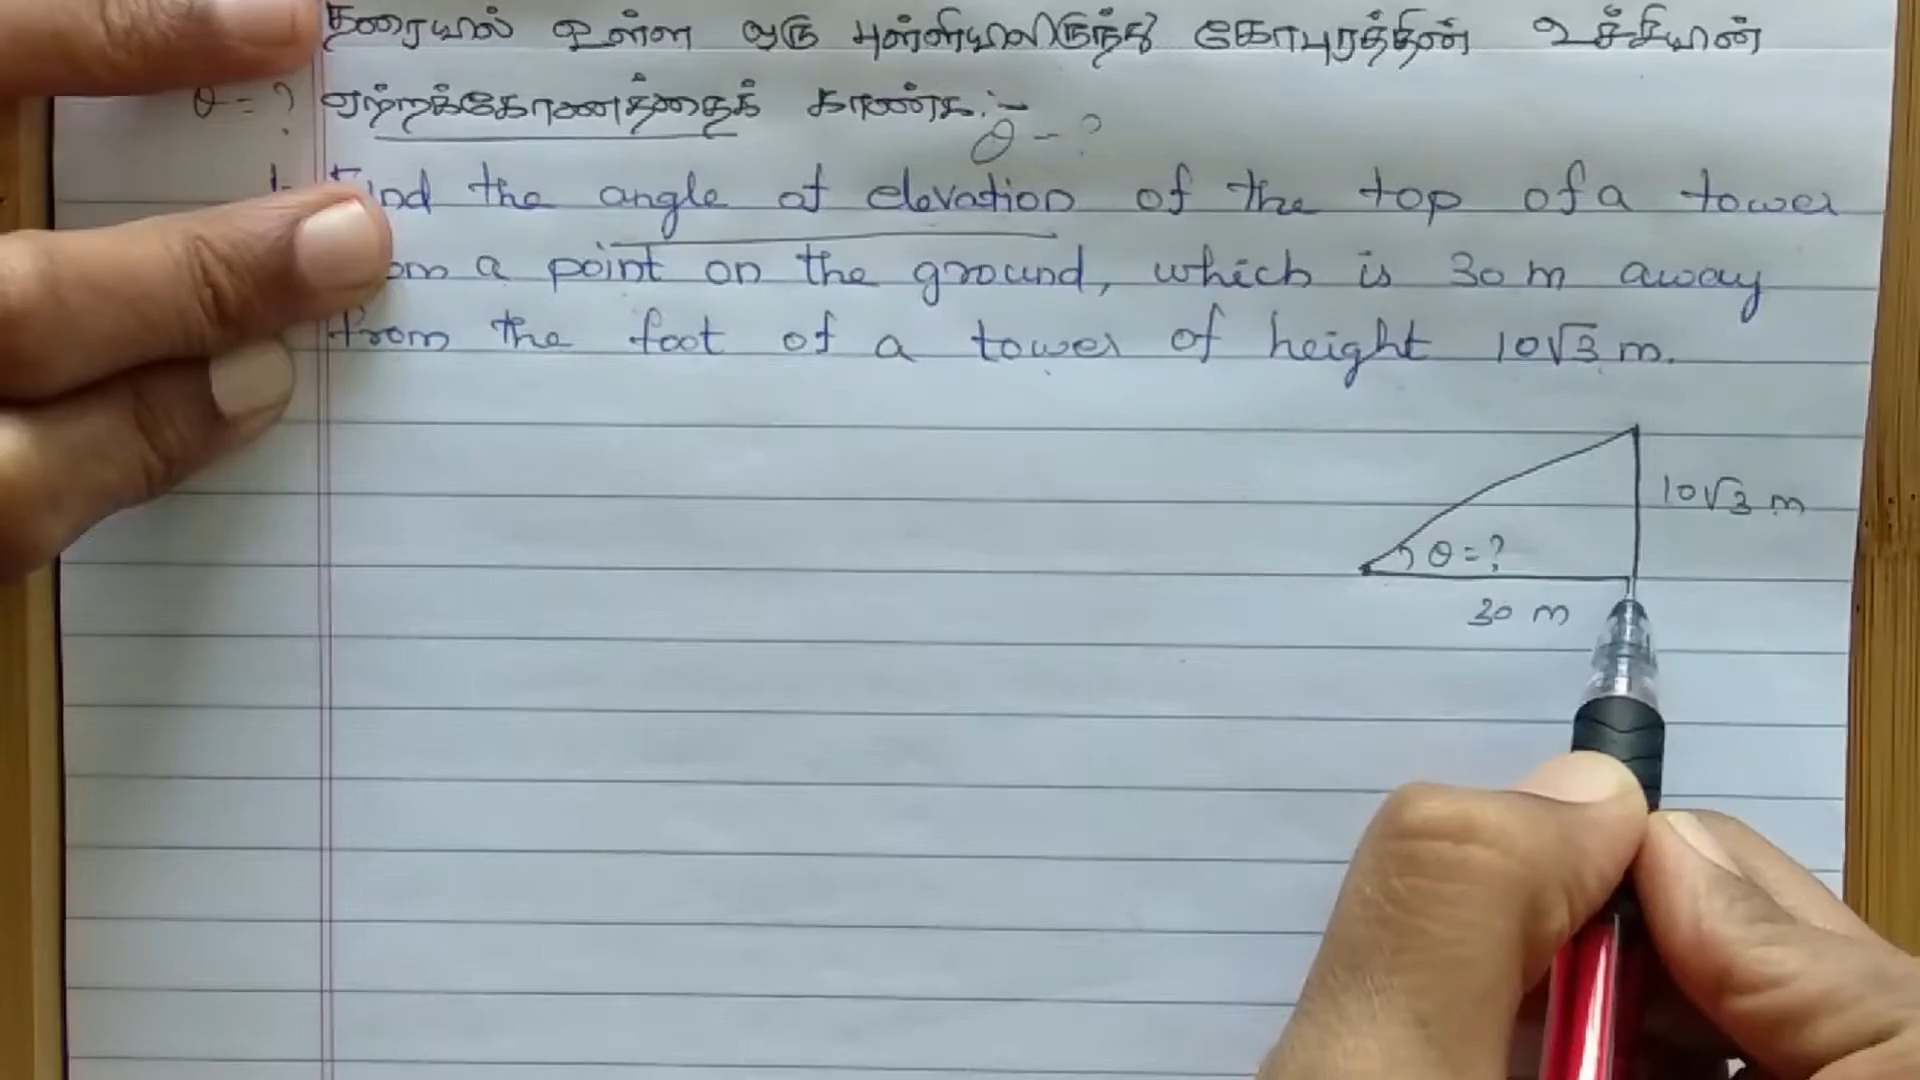 தரையில் உள்ள ஒரு புள்ளியிலிருந்து கோபுரத்தின் உச்சியின்
θ = ? ஏற்றக்கோணத்தைக் காண்க:-
θ - ?
1. Find the angle of elevation of the top of a tower
a point on the ground, which is 30 m away
from the foot of a tower of height 10√3 m.
10√3 m
θ = ?
30 m